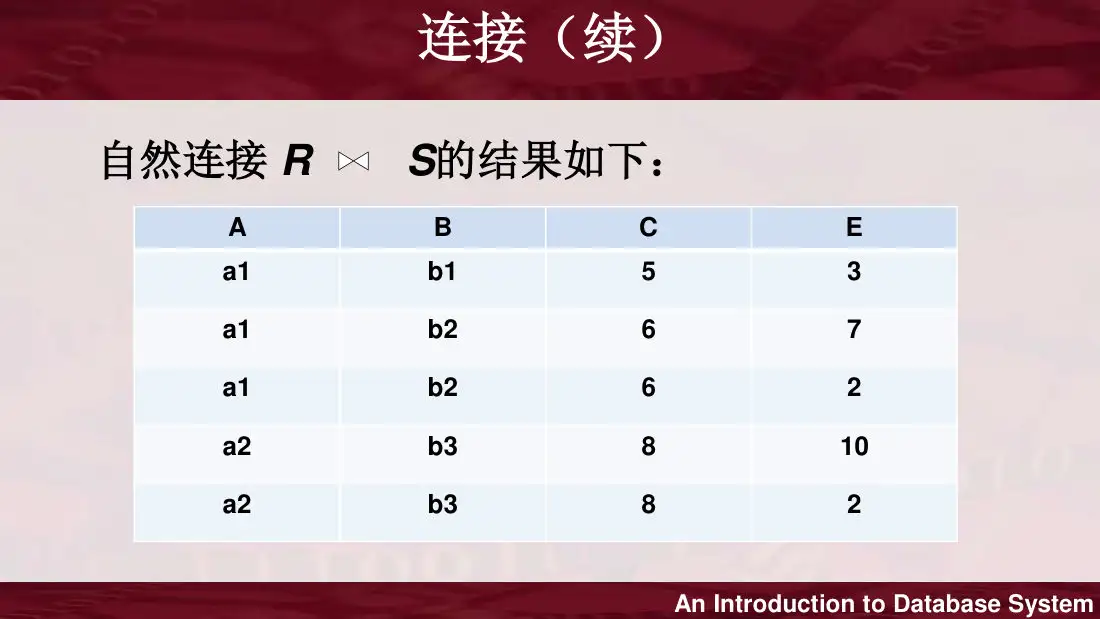 连接（续）
自然连接 R ⋈ S的结果如下：
A B C E
a1 b1 5 3
a1 b2 6 7
a1 b2 6 2
a2 b3 8 10
a2 b3 8 2
An Introduction to Database System